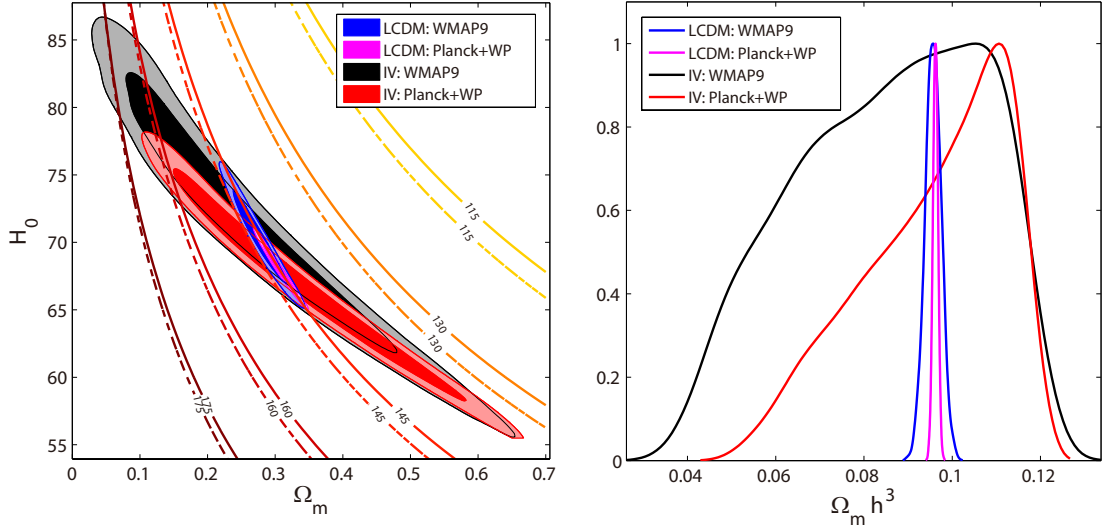 LCDM: WMAP9
LCDM: Planck+WP
IV: WMAP9
IV: Planck+WP
85
80
75
70
65
60
55
H₀
115
115
130
130
145
145
160
160
175
175
0 0.1 0.2 0.3 0.4 0.5 0.6 0.7
Ωₘ
LCDM: WMAP9
LCDM: Planck+WP
IV: WMAP9
IV: Planck+WP
1
0.8
0.6
0.4
0.2
0
0.04 0.06 0.08 0.1 0.12
Ωₘ h³